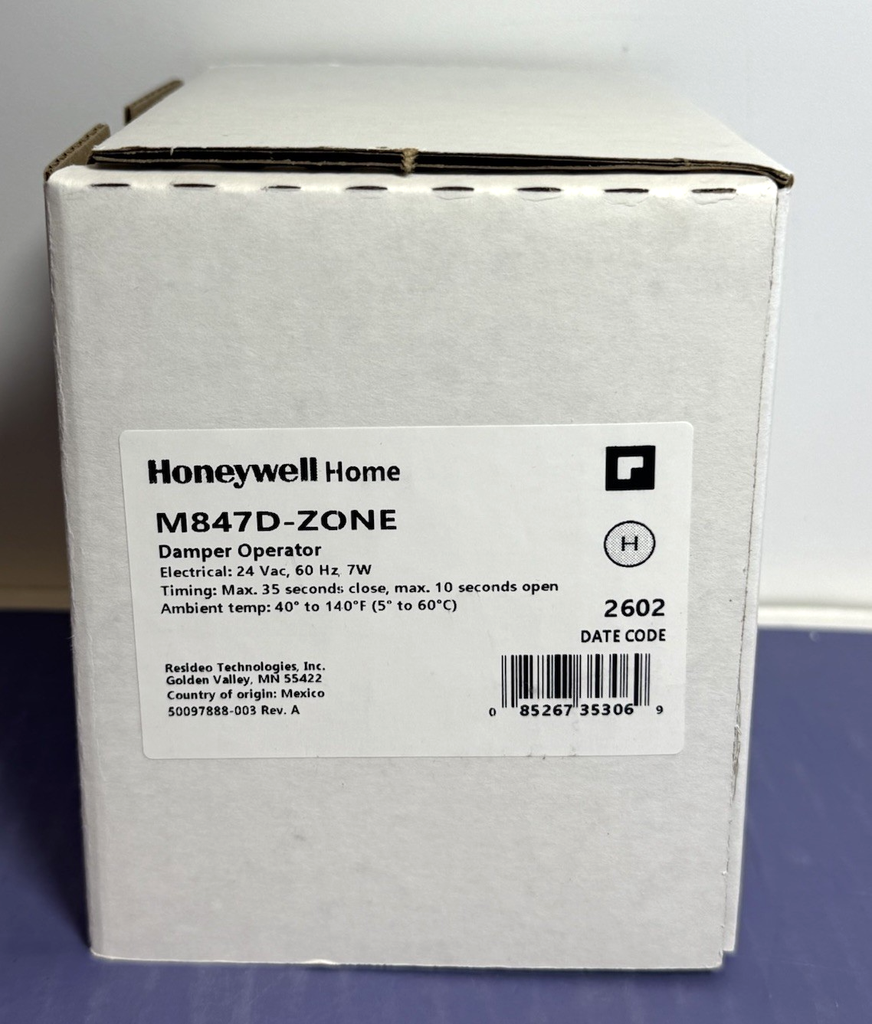 Honeywell Home
M847D-ZONE
Damper Operator
Electrical: 24 Vac, 60 Hz, 7W
Timing: Max. 35 seconds close, max. 10 seconds open
Ambient temp: 40° to 140°F (5° to 60°C)
H
2602
DATE CODE
Resideo Technologies, Inc.
Golden Valley, MN 55422
Country of origin: Mexico
50097888-003 Rev. A
0 85267 35306 9